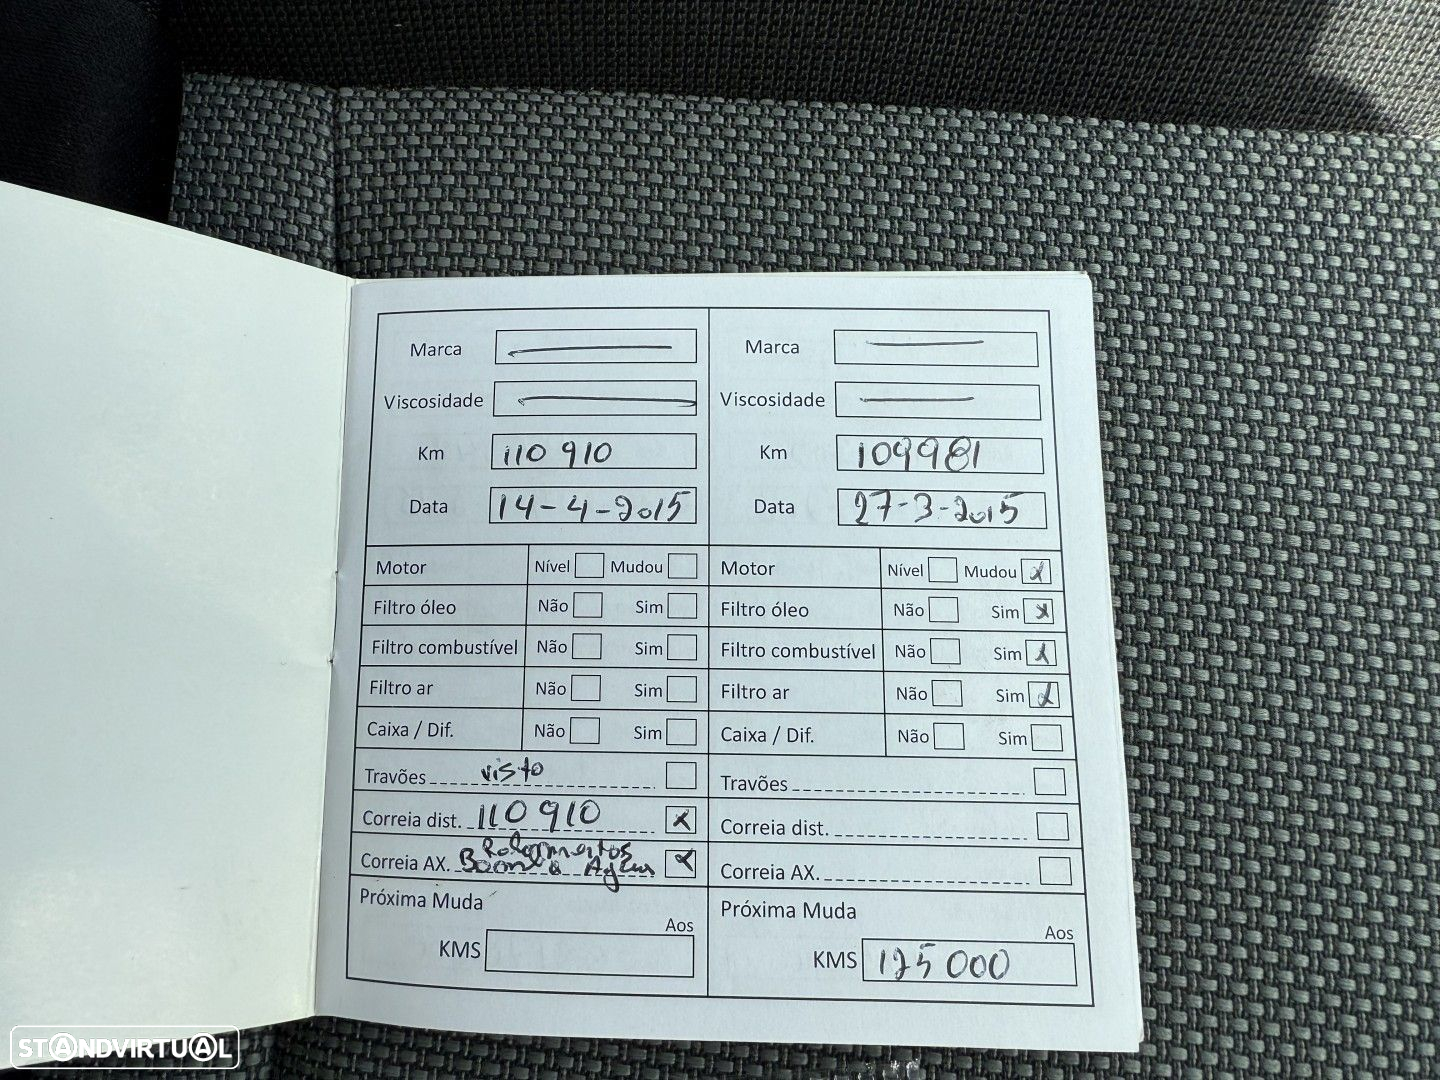 Marca
Viscosidade
Km 110 910
Data 14-4-2015
Motor Nível Mudou
Filtro óleo Não Sim
Filtro combustível Não Sim
Filtro ar Não Sim
Caixa / Dif. Não Sim
Travões visto
Correia dist. 110 910 x
Rolamentos
Correia AX. Bomba Agua x
Próxima Muda
Aos
KMS
Marca
Viscosidade
Km 109981
Data 27-3-2015
Motor Nível Mudou x
Filtro óleo Não Sim x
Filtro combustível Não Sim x
Filtro ar Não Sim x
Caixa / Dif. Não Sim
Travões
Correia dist.
Correia AX.
Próxima Muda
Aos
KMS 125 000
STANDVIRTUAL